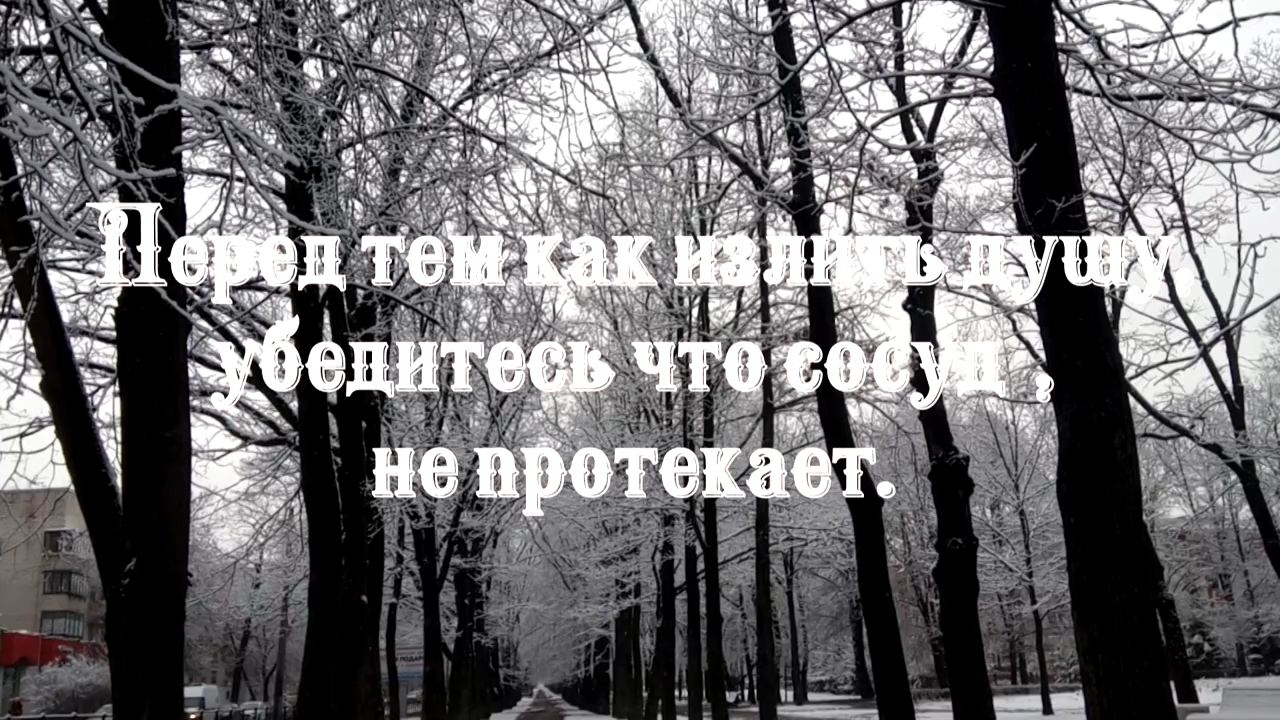 Перед тем как излить душу,
убедитесь что сосуд ,
не протекает.